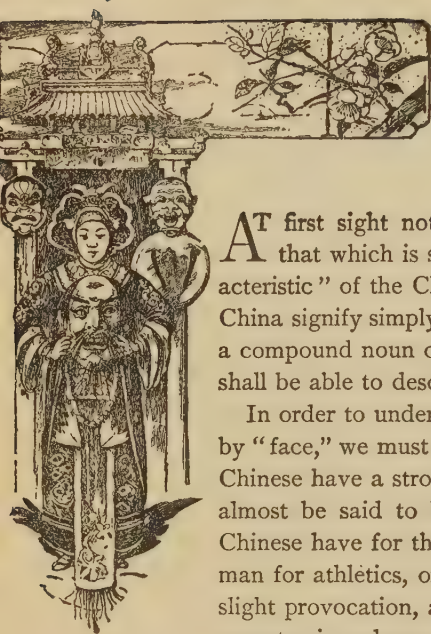 AT first sight not
that which is s
acteristic" of the Cl
China signify simply
a compound noun o
shall be able to desc
In order to under
by "face," we must
Chinese have a stro
almost be said to
Chinese have for th
man for athletics, o
slight provocation, a